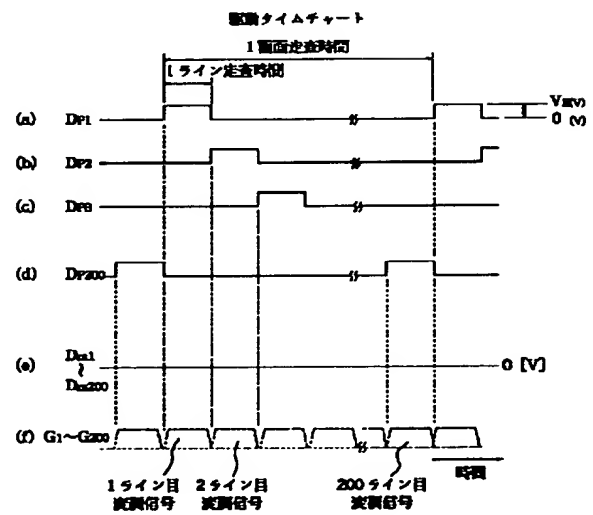 駆動タイムチャート
1画面走査時間
1ライン走査時間
(a) DP1
VE(V)
0 (V)
(b) DP2
(c) DP3
(d) DP200
(e) Dm1
~
Dm200
0 [V]
(f) G1~G200
時間
1ライン目
変調信号
2ライン目
変調信号
200ライン目
変調信号